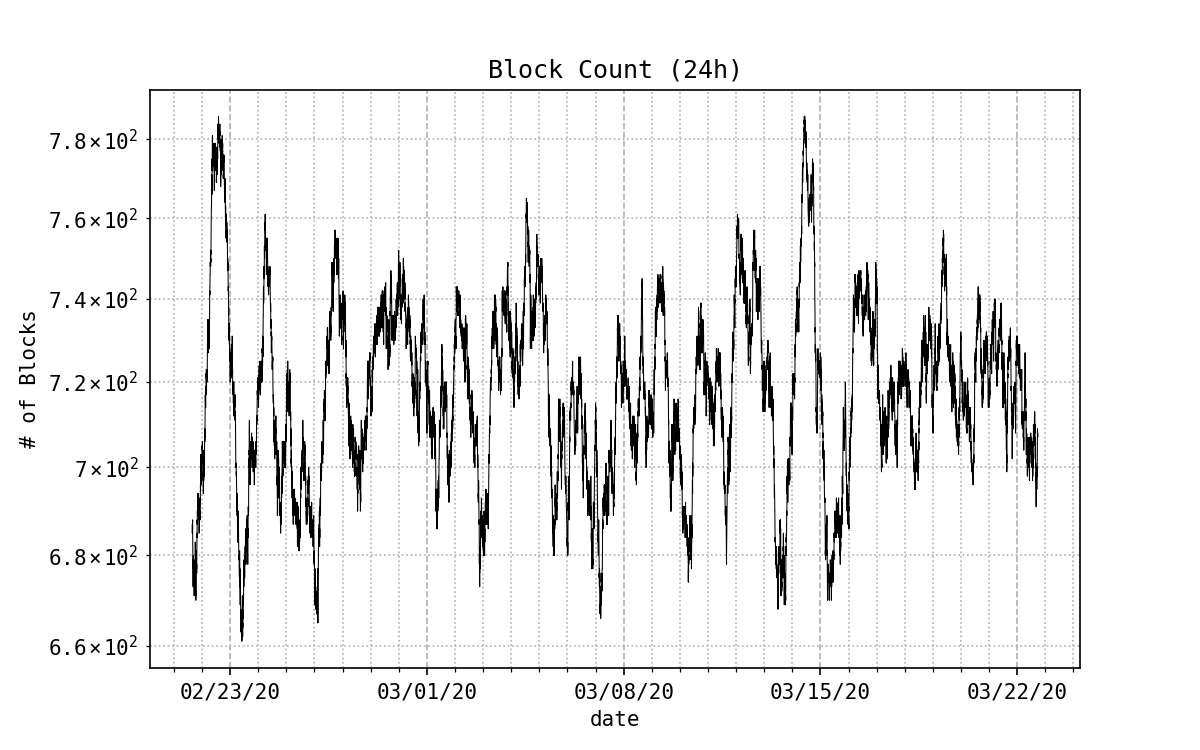 Block Count (24h)
# of Blocks
7.8×10²
7.6×10²
7.4×10²
7.2×10²
7×10²
6.8×10²
6.6×10²
02/23/20 03/01/20 03/08/20 03/15/20 03/22/20
date